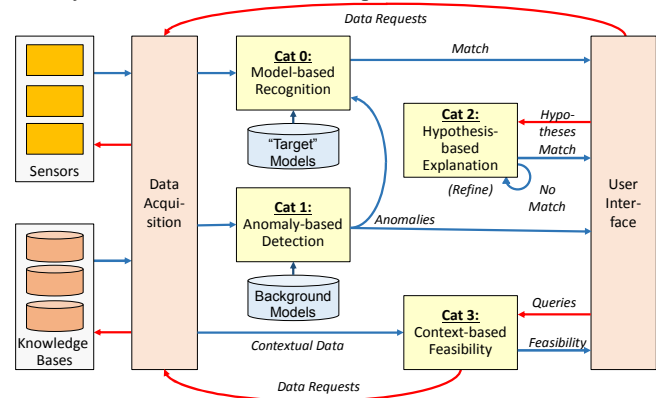 Data Requests
Cat 0:
Model-based
Recognition
Match
Cat 2:
Hypothesis-
based
Explanation
Hypo-
theses
Match
"Target"
Models
Sensors
(Refine)
No
Match
Data
Acqui-
sition
User
Inter-
face
Cat 1:
Anomaly-based
Detection
Anomalies
Background
Models
Queries
Cat 3:
Context-based
Feasibility
Knowledge
Bases
Contextual Data
Feasibility
Data Requests